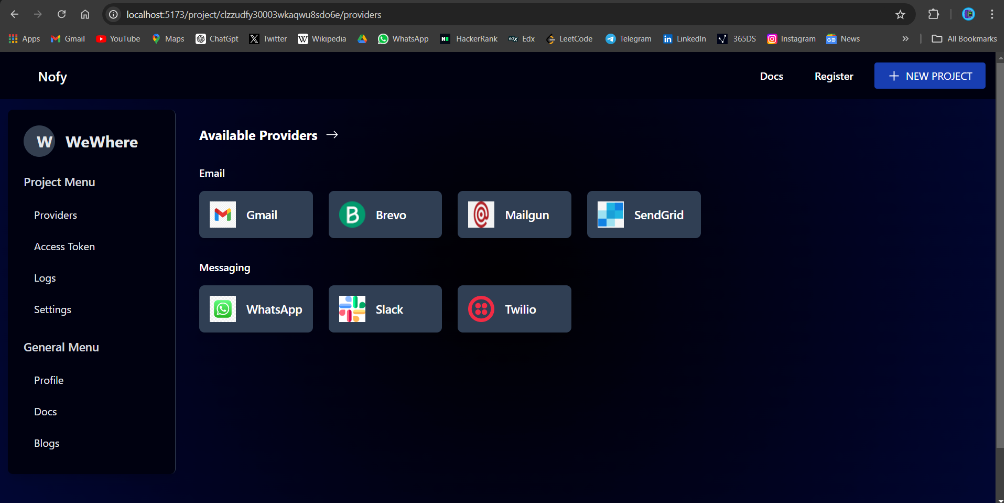 localhost:5173/project/clzzudfy30003wkaqwu8sdo6e/providers
Apps Gmail YouTube Maps ChatGpt Twitter Wikipedia WhatsApp HackerRank edX Edx LeetCode Telegram LinkedIn 365DS Instagram News All Bookmarks
Nofy Docs Register NEW PROJECT
W WeWhere
Project Menu
Providers
Access Token
Logs
Settings
General Menu
Profile
Docs
Blogs
Available Providers →
Email
Gmail B Brevo Mailgun SendGrid
Messaging
WhatsApp Slack Twilio